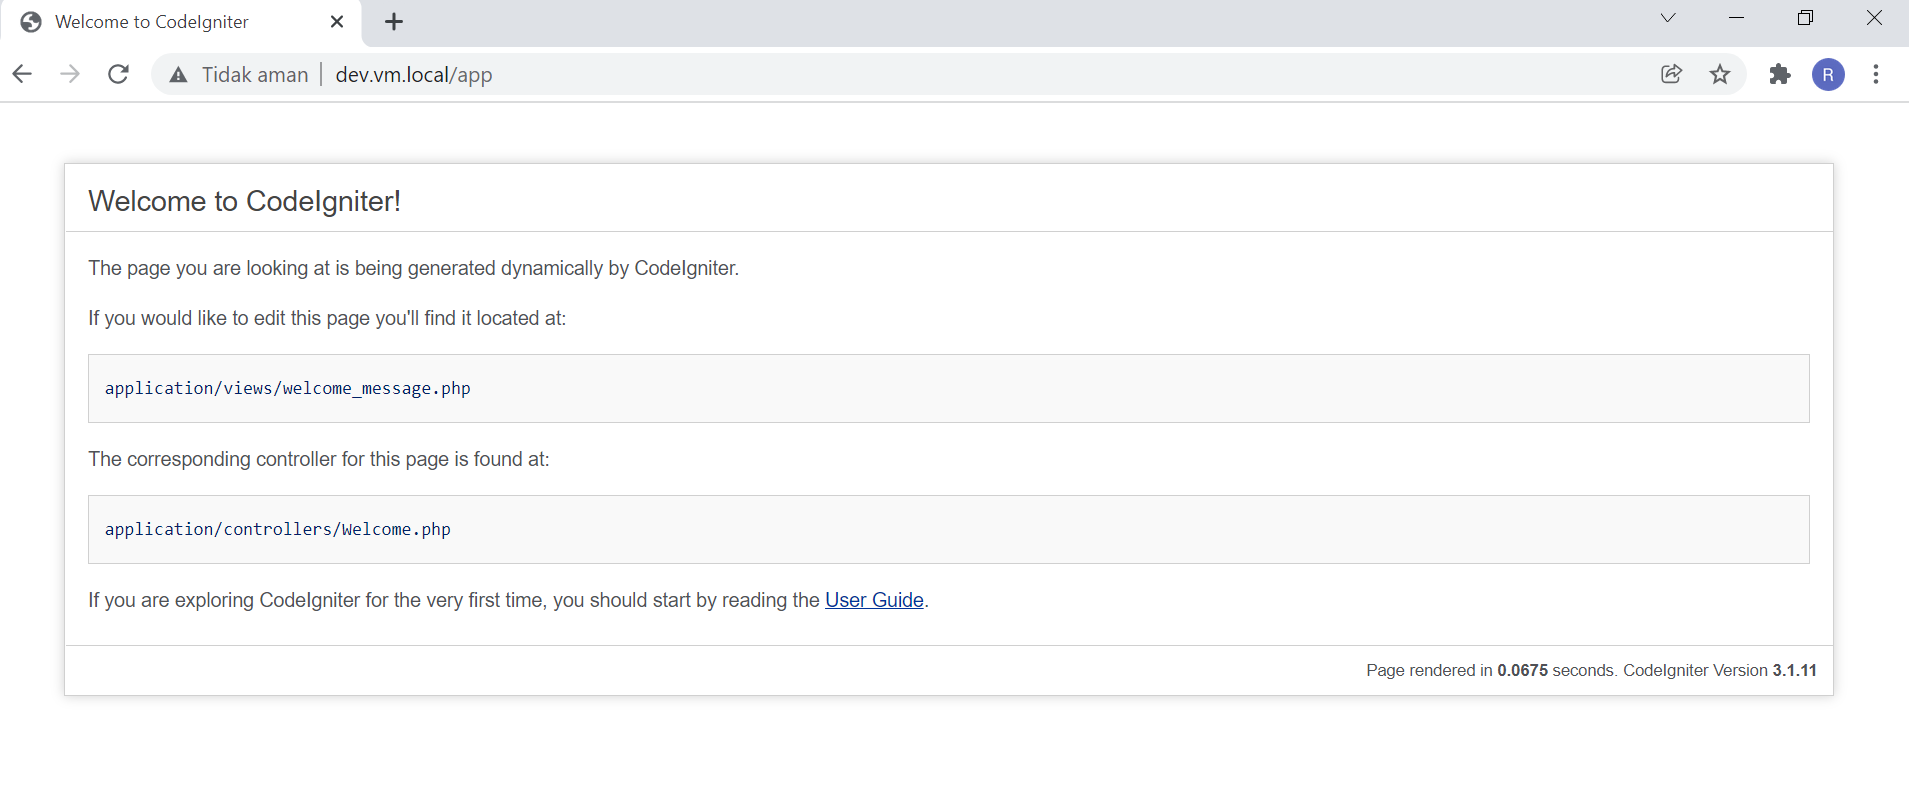 Welcome to CodeIgniter
Tidak aman dev.vm.local/app
R
Welcome to CodeIgniter!
The page you are looking at is being generated dynamically by CodeIgniter.
If you would like to edit this page you'll find it located at:
application/views/welcome_message.php
The corresponding controller for this page is found at:
application/controllers/Welcome.php
If you are exploring CodeIgniter for the very first time, you should start by reading the User Guide.
Page rendered in 0.0675 seconds. CodeIgniter Version 3.1.11